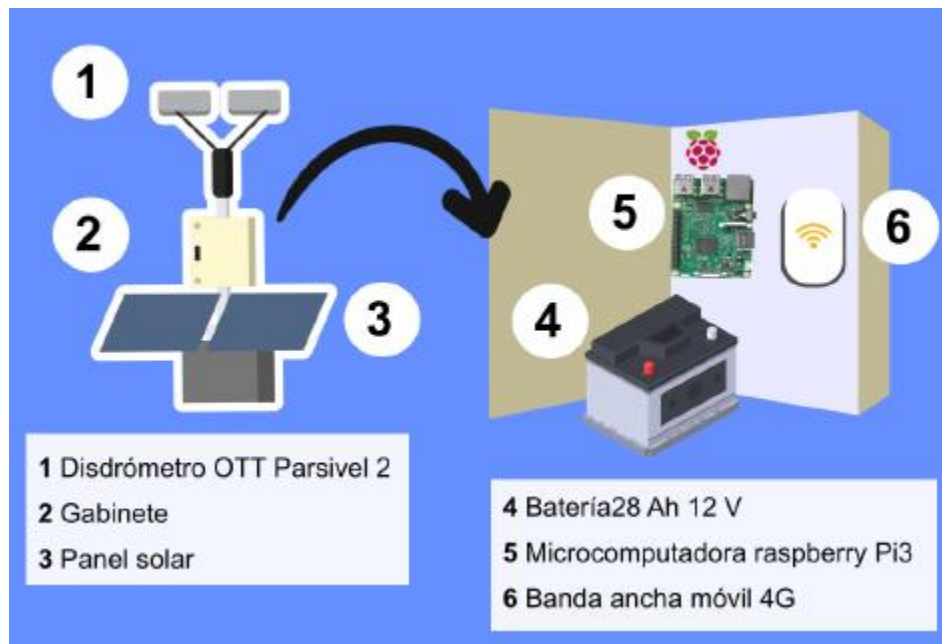 1
2
3
4
5
6
1 Disdrómetro OTT Parsivel 2
2 Gabinete
3 Panel solar
4 Batería28 Ah 12 V
5 Microcomputadora raspberry Pi3
6 Banda ancha móvil 4G